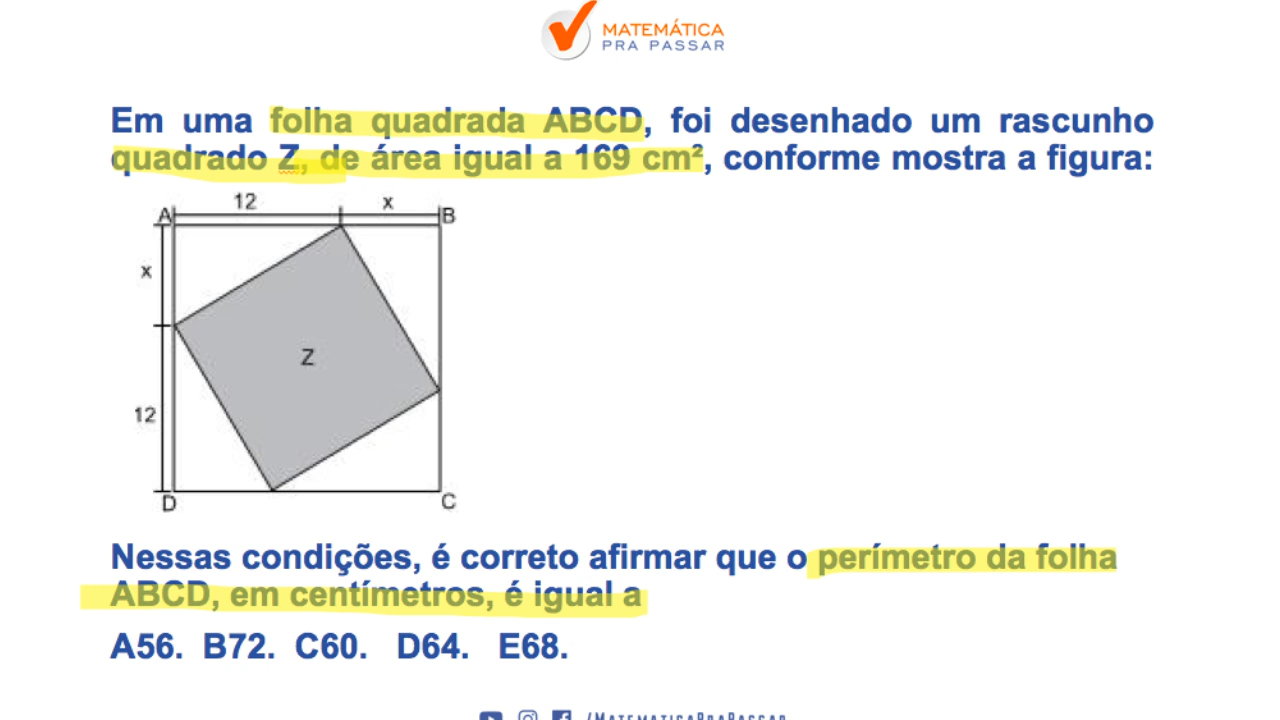 MATEMÁTICA
PRA PASSAR
Em uma folha quadrada ABCD, foi desenhado um rascunho
quadrado Z, de área igual a 169 cm², conforme mostra a figura:
12 x
A B
x
Z
12
D C
Nessas condições, é correto afirmar que o perímetro da folha
ABCD, em centímetros, é igual a
A56. B72. C60. D64. E68.
/MATEMATICAPRAPASSAR